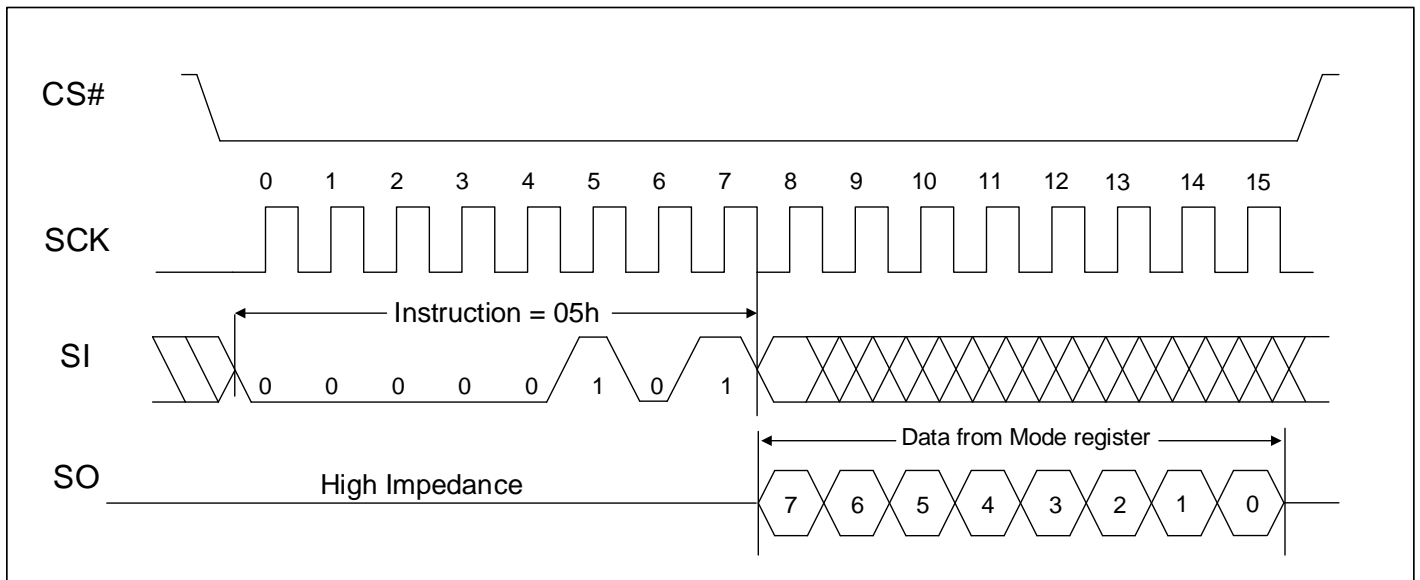 CS#
0 1 2 3 4 5 6 7 8 9 10 11 12 13 14 15
SCK
Instruction = 05h
SI
0 0 0 0 0 1 0 1
Data from Mode register
SO
High Impedance
7 6 5 4 3 2 1 0